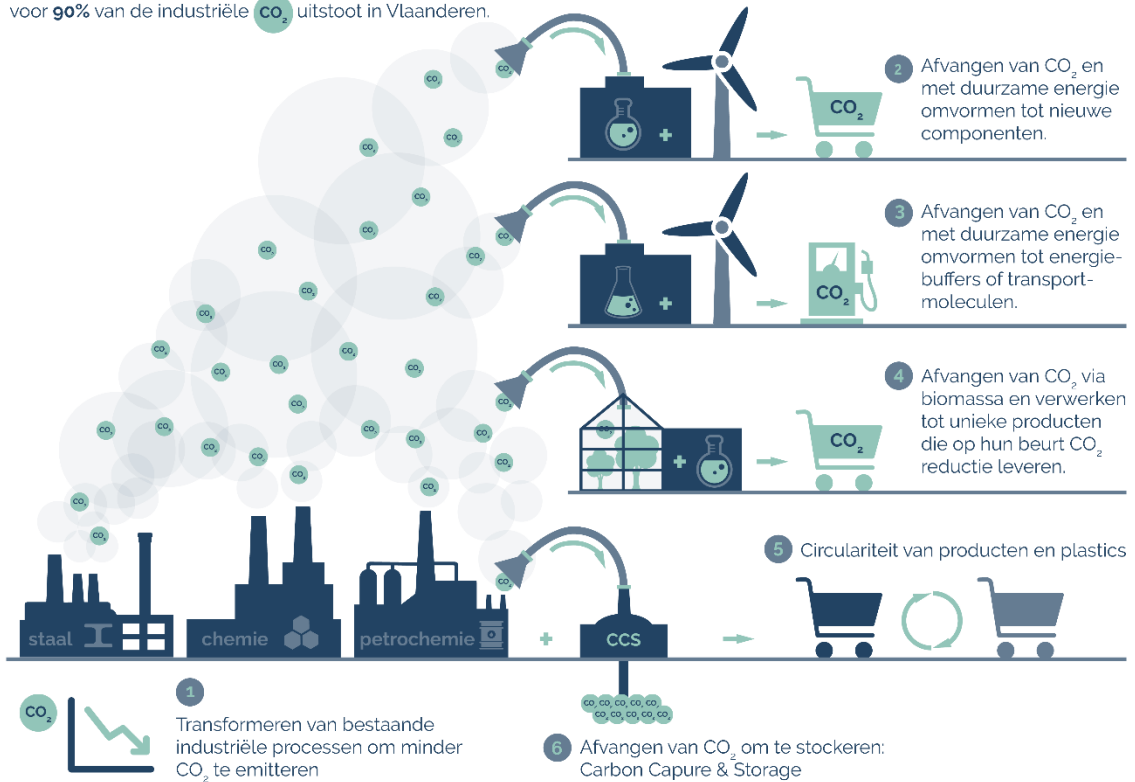 voor 90% van de industriële CO₂ uitstoot in Vlaanderen.
2 Afvangen van CO₂ en
met duurzame energie
omvormen tot nieuwe
componenten.
CO₂
3 Afvangen van CO₂ en
met duurzame energie
omvormen tot energie-
buffers of transport-
moleculen.
CO₂
4 Afvangen van CO₂ via
biomassa en verwerken
tot unieke producten
die op hun beurt CO₂
reductie leveren.
CO₂
5 Circulariteit van producten en plastics
staal
chemie
petrochemie
+
CCS
CO₂
1
Transformeren van bestaande
industriële processen om minder
CO₂ te emitteren
6 Afvangen van CO₂ om te stockeren:
Carbon Capure & Storage